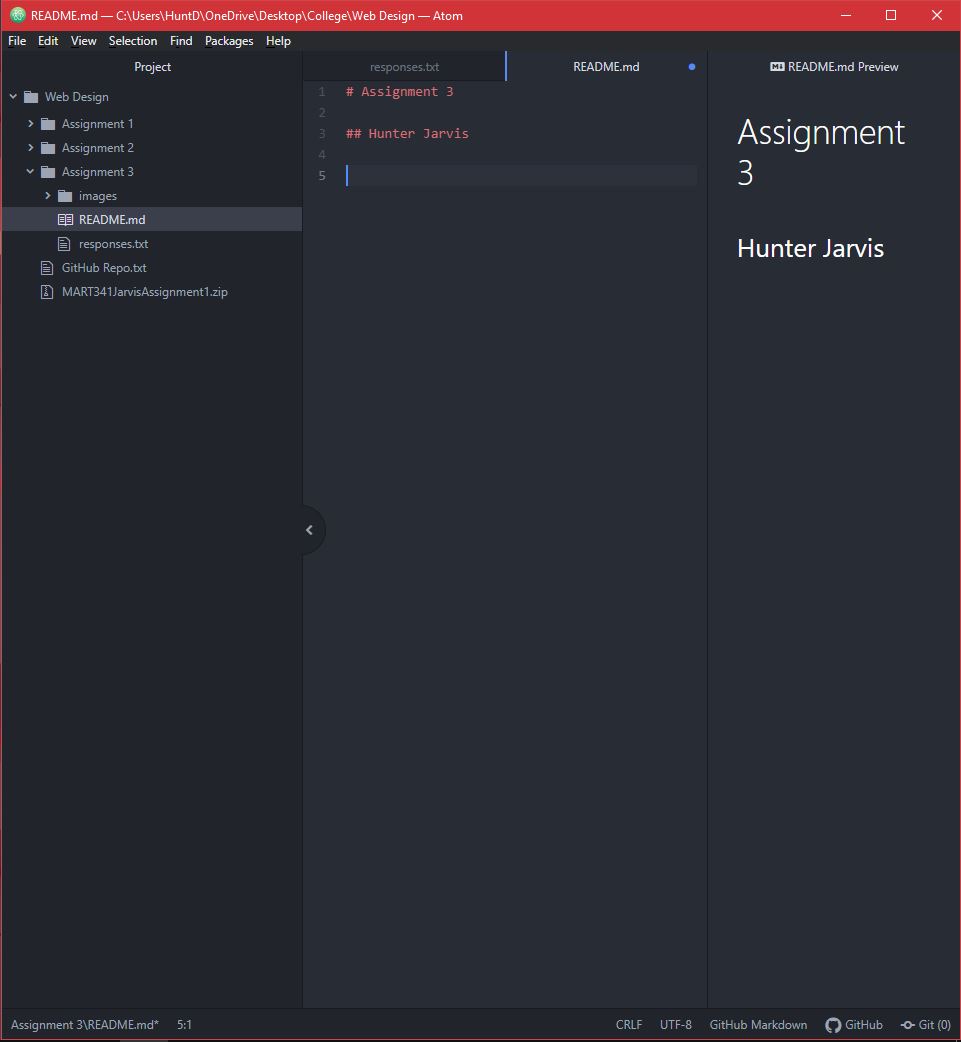 README.md — C:\Users\HuntD\OneDrive\Desktop\College\Web Design — Atom
File Edit View Selection Find Packages Help
Project
Web Design
Assignment 1
Assignment 2
Assignment 3
images
README.md
responses.txt
GitHub Repo.txt
MART341JarvisAssignment1.zip
responses.txt
README.md
1 # Assignment 3
2
3 ## Hunter Jarvis
4
5
README.md Preview
Assignment
3
Hunter Jarvis
Assignment 3\README.md* 5:1 CRLF UTF-8 GitHub Markdown GitHub Git (0)